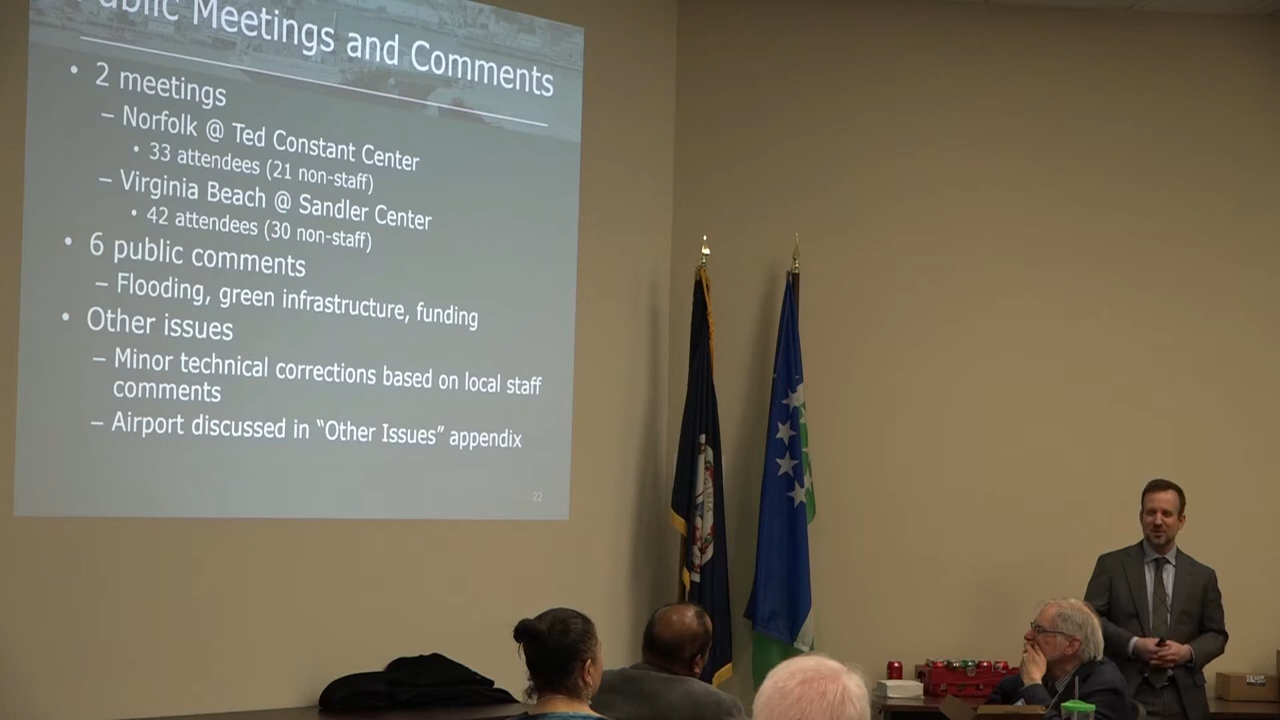 Public Meetings and Comments
• 2 meetings
– Norfolk @ Ted Constant Center
• 33 attendees (21 non-staff)
– Virginia Beach @ Sandler Center
• 42 attendees (30 non-staff)
• 6 public comments
– Flooding, green infrastructure, funding
• Other issues
– Minor technical corrections based on local staff
comments
– Airport discussed in “Other Issues” appendix
22